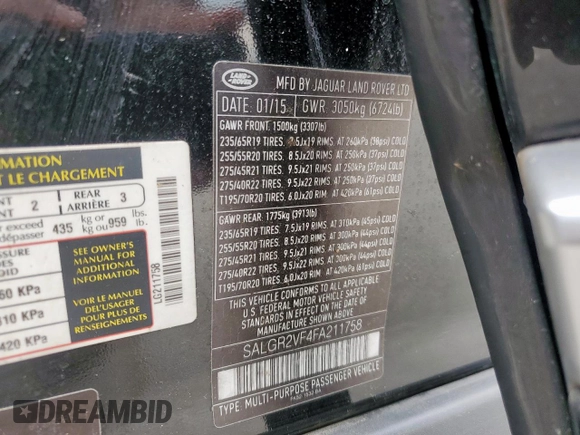 LAND ROVER
MFD BY JAGUAR LAND ROVER LTD
DATE: 01/15 GWR 3050kg (6724lb)
GAWR FRONT: 1500kg (3307lb)
235/65R19 TIRES, 7.5Jx19 RIMS AT 260kPa (38psi) COLD
255/55R20 TIRES, 8.5Jx20 RIMS AT 250kPa (37psi) COLD
275/45R21 TIRES, 9.5Jx21 RIMS AT 250kPa (37psi) COLD
275/40R22 TIRES, 9.5Jx22 RIMS AT 250kPa (37psi) COLD
T195/70R20 TIRES, 6.0Jx20 RIM AT 420kPa (61psi) COLD
GAWR REAR: 1775kg (3913lb)
235/65R19 TIRES, 7.5Jx19 RIMS AT 310kPa (45psi) COLD
255/55R20 TIRES, 8.5Jx20 RIMS AT 300kPa (44psi) COLD
275/45R21 TIRES, 9.5Jx21 RIMS AT 300kPa (44psi) COLD
275/40R22 TIRES, 9.5Jx22 RIMS AT 300kPa (44psi) COLD
T195/70R20 TIRES, 6.0Jx20 RIM AT 420kPa (61psi) COLD
THIS VEHICLE CONFORMS TO ALL APPLICABLE
U.S FEDERAL MOTOR VEHICLE SAFETY STANDARDS
IN EFFECT ON THE DATE OF MANUFACTURE SHOWN ABOVE.
SALGR2VF4FA211758
TYPE: MULTI-PURPOSE PASSENGER VEHICLE
RMATION
T LE CHARGEMENT
NT 2 REAR 3
NT ARRIÈRE
exceed 435 kg or 959 lbs.
dépasser kg ou lb.
SSURE
ES
ROID
60 KPa
310 KPa
420 KPa
SEE OWNER'S
MANUAL FOR
ADDITIONAL
INFORMATION
VOIR LE MANUEL
DE L'USAGER
POUR PLUS DE
RENSEIGNEMENTS
LG211758
DREAMBID